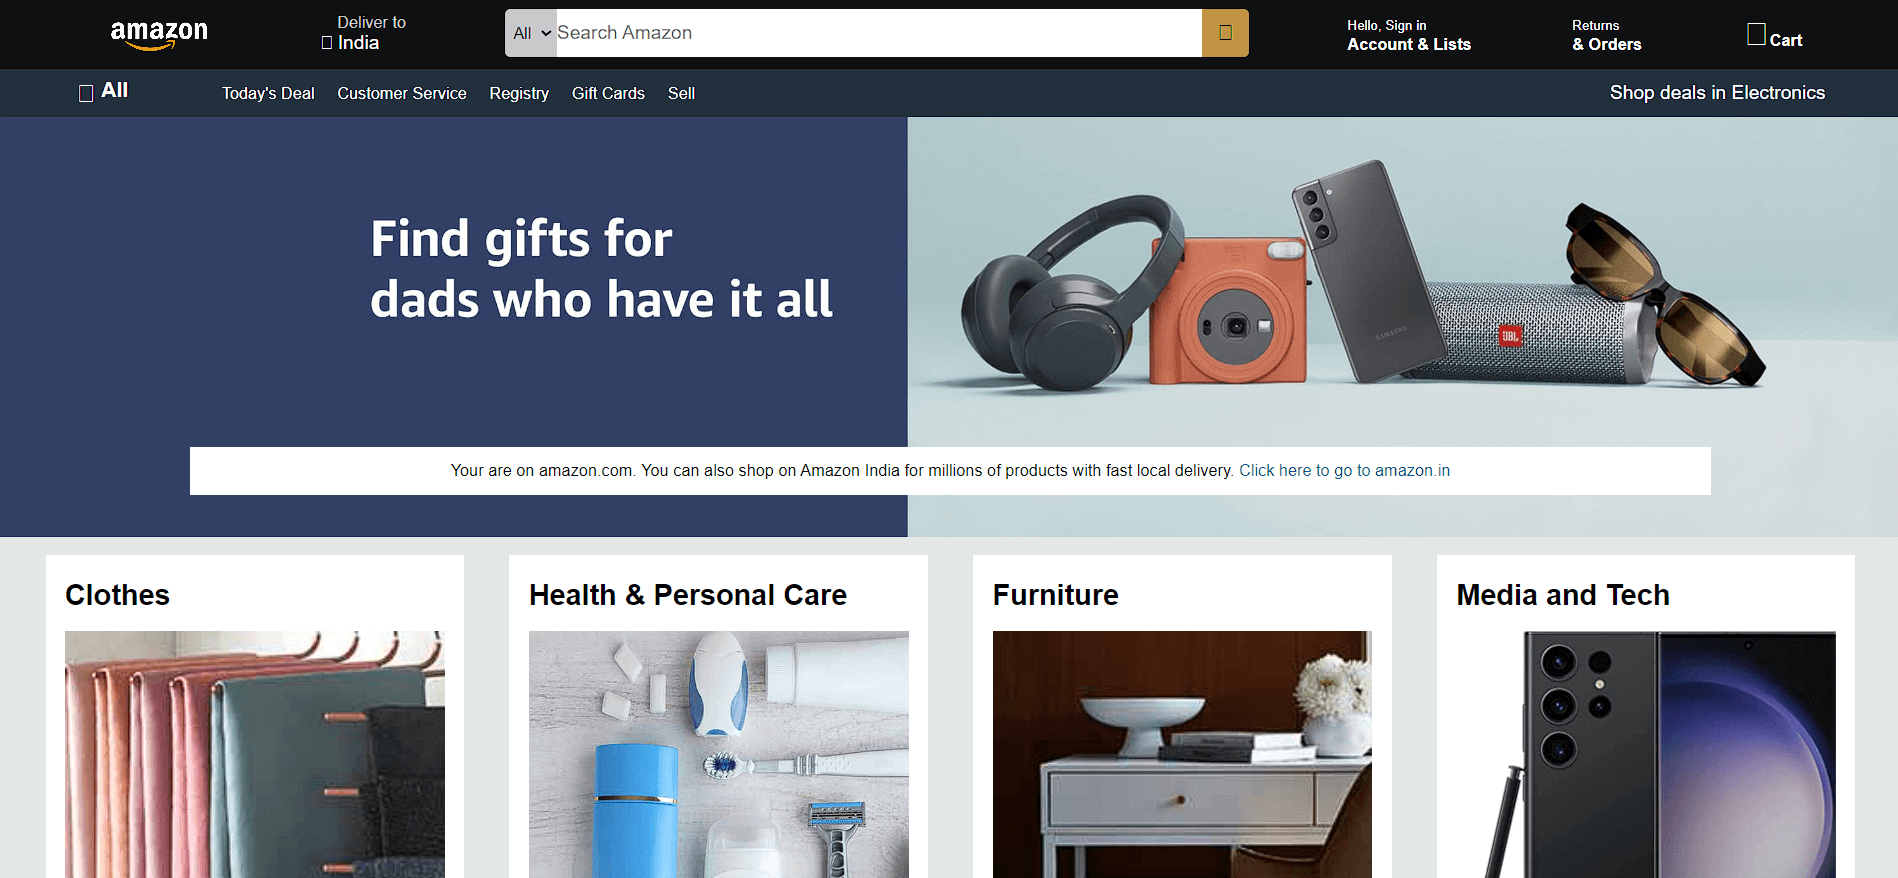 amazon
Deliver to
India
All
Search Amazon
Hello, Sign in
Account & Lists
Returns
& Orders
Cart
All
Today's Deal
Customer Service
Registry
Gift Cards
Sell
Shop deals in Electronics
Find gifts for
dads who have it all
SAMSUNG
JBL
Your are on amazon.com. You can also shop on Amazon India for millions of products with fast local delivery. Click here to go to amazon.in
Clothes
Health & Personal Care
Furniture
Media and Tech